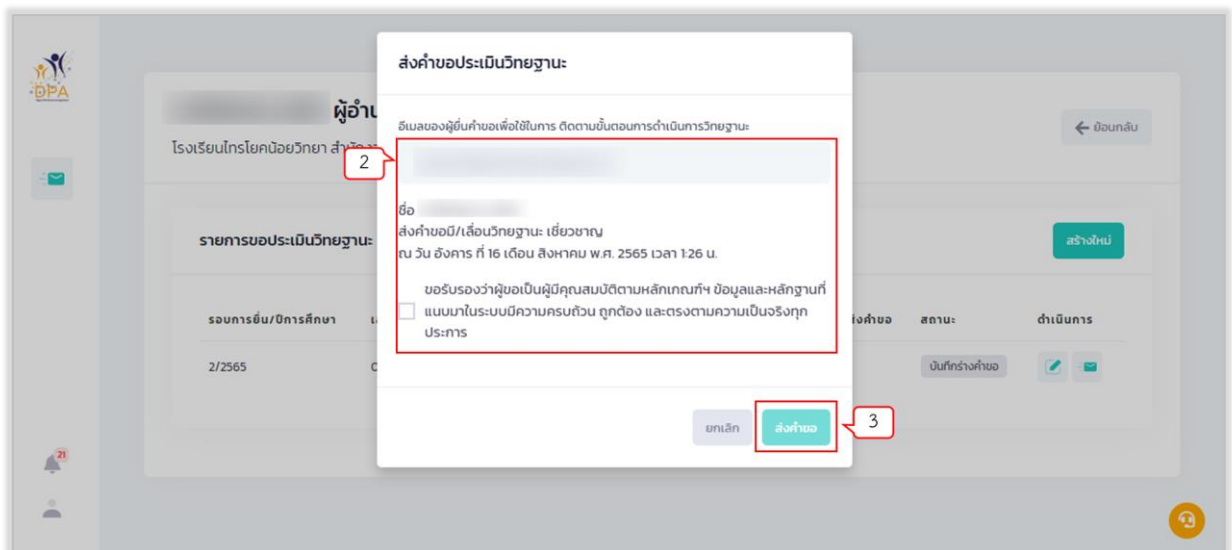 ส่งคำขอประเมินวิทยฐานะ
DPA
ผู้อำน
อีเมลของผู้ยื่นคำขอเพื่อใช้ในการ ติดตามขั้นตอนการดำเนินการวิทยฐานะ
ย้อนกลับ
โรงเรียนไทรโยคน้อยวิทยา
2
ชื่อ
ส่งคำขอมี/เลื่อนวิทยฐานะ เชี่ยวชาญ
รายการขอประเมินวิทยฐานะ
สร้างใหม่
ณ วัน อังคาร ที่ 16 เดือน สิงหาคม พ.ศ. 2565 เวลา 1:26 น.
ขอรับรองว่าผู้ขอเป็นผู้มีคุณสมบัติตามหลักเกณฑ์ฯ ข้อมูลและหลักฐานที่
แนบมาในระบบมีความครบถ้วน ถูกต้อง และตรงตามความเป็นจริงทุก
ประการ
รอบการยื่น/ปีการศึกษา
ส่งคำขอ สถานะ ดำเนินการ
2/2565 บันทึกร่างคำขอ
ยกเลิก ส่งคำขอ 3
21